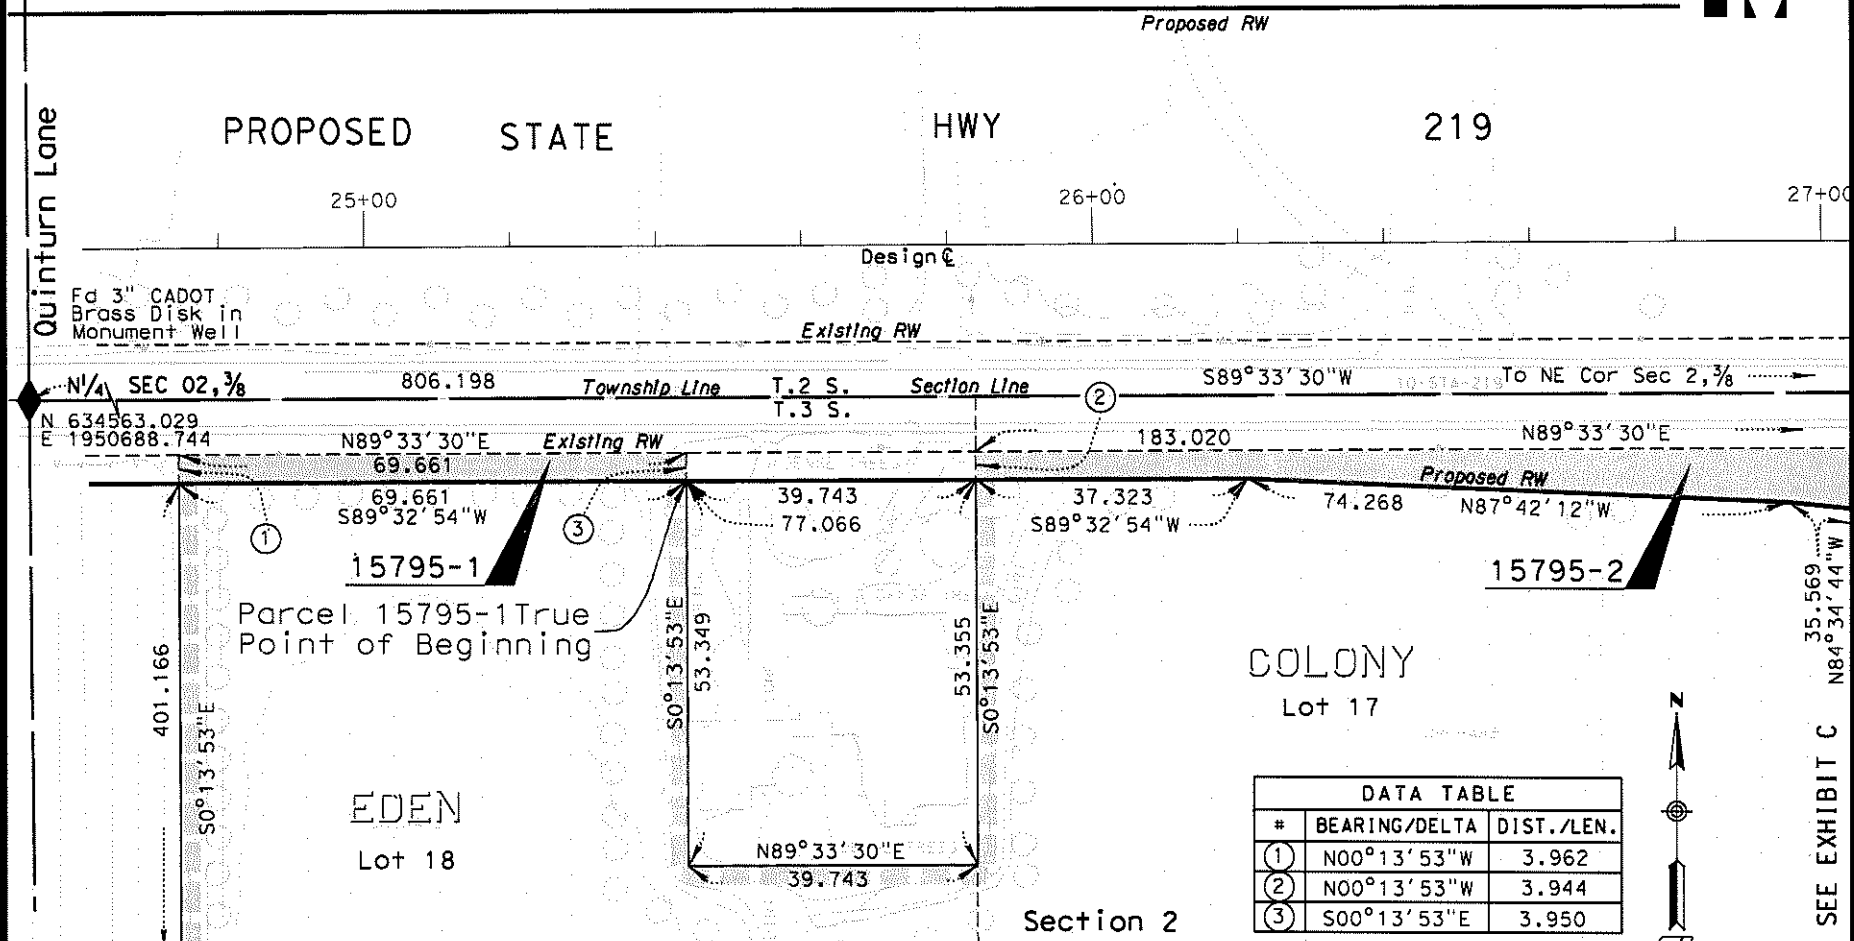 Proposed RW
PROPOSED STATE HWY 219
Quinturn Lane
25+00
26+00
27+00
Design ℄
Fd 3" CADOT
Brass Disk in
Monument Well
Existing RW
N1/4 SEC 02,3/8
806.198
Township Line
T.2 S.
Section Line
S89°33'30"W
To NE Cor Sec 2,3/8
T.3 S.
2
N 634563.029
E 1950688.744
N89°33'30"E
Existing RW
183.020
N89°33'30"E
69.661
Proposed RW
69.661
39.743
37.323
74.268
N87°42'12"W
S89°32'54"W
77.066
S89°32'54"W
1
3
15795-1
15795-2
Parcel 15795-1True
Point of Beginning
401.166
S0°13'53"E
S0°13'53"E
53.349
53.355
S0°13'53"E
35.569
N84°34'44"W
COLONY
Lot 17
EDEN
Lot 18
N89°33'30"E
39.743
Section 2
N
DATA TABLE
# BEARING/DELTA DIST./LEN.
1 N00°13'53"W 3.962
2 N00°13'53"W 3.944
3 S00°13'53"E 3.950
SEE EXHIBIT C